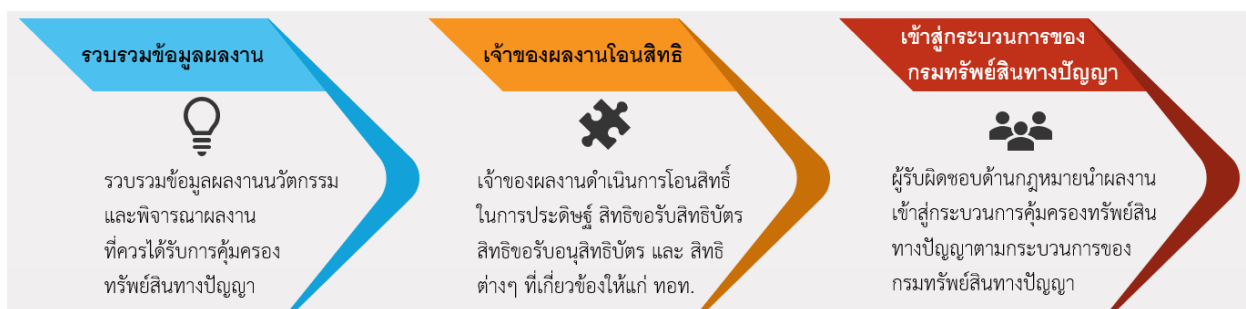 รวบรวมข้อมูลผลงาน
รวบรวมข้อมูลผลงานนวัตกรรม
และพิจารณาผลงาน
ที่ควรได้รับการคุ้มครอง
ทรัพย์สินทางปัญญา
เจ้าของผลงานโอนสิทธิ
เจ้าของผลงานดำเนินการโอนสิทธิ์
ในการประดิษฐ์ สิทธิขอรับสิทธิบัตร
สิทธิขอรับอนุสิทธิบัตร และ สิทธิ
ต่างๆ ที่เกี่ยวข้องให้แก่ ทอท.
เข้าสู่กระบวนการของ
กรมทรัพย์สินทางปัญญา
ผู้รับผิดชอบด้านกฎหมายนำผลงาน
เข้าสู่กระบวนการคุ้มครองทรัพย์สิน
ทางปัญญาตามกระบวนการของ
กรมทรัพย์สินทางปัญญา